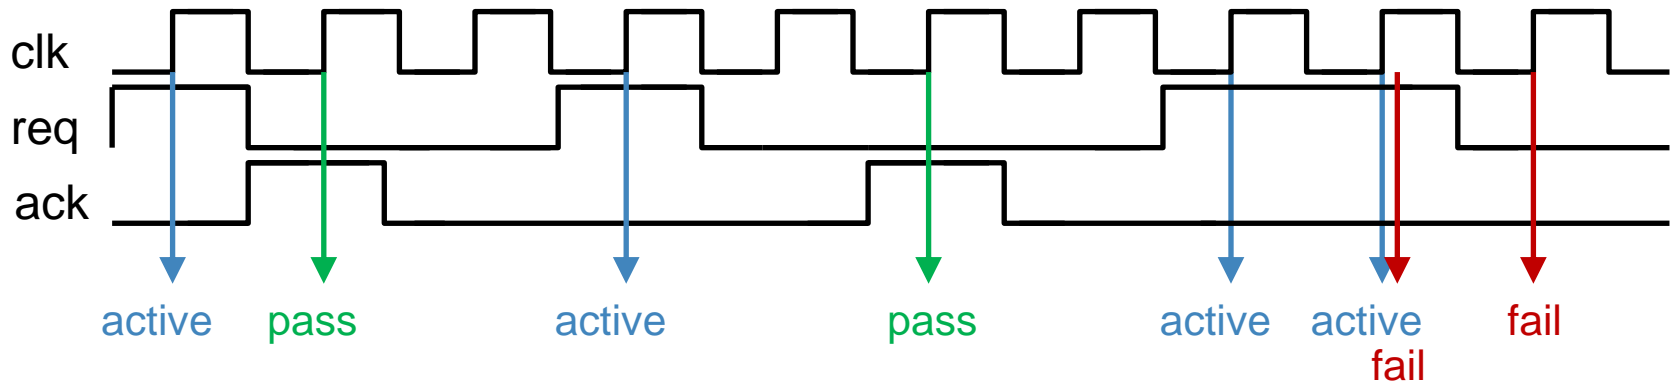 clk
req
ack
active pass active pass active active fail
fail